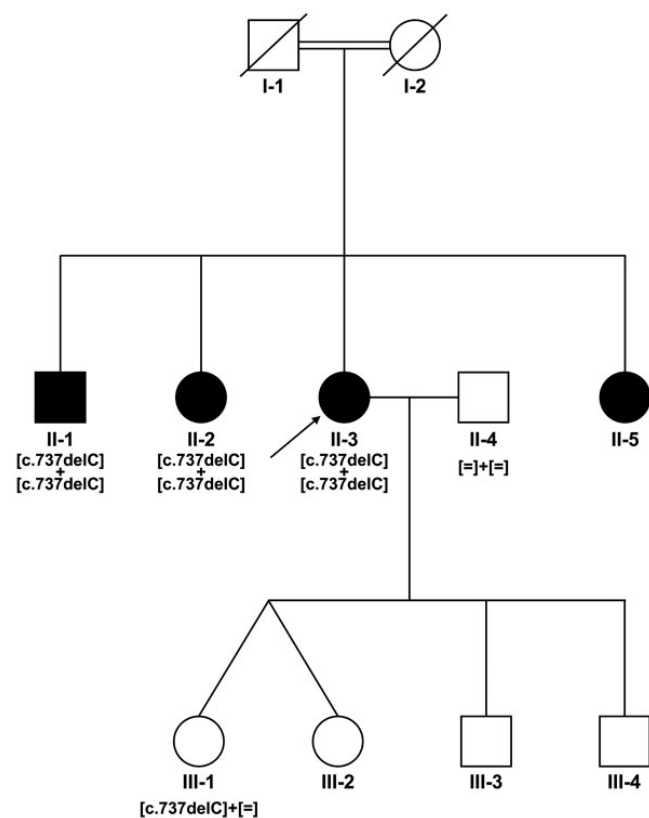 I-1 I-2
II-1 II-2 II-3 II-4 II-5
[c.737delC] [c.737delC] [c.737delC] [=]+[=]
+ + +
[c.737delC] [c.737delC] [c.737delC]
III-1 III-2 III-3 III-4
[c.737delC]+[=]